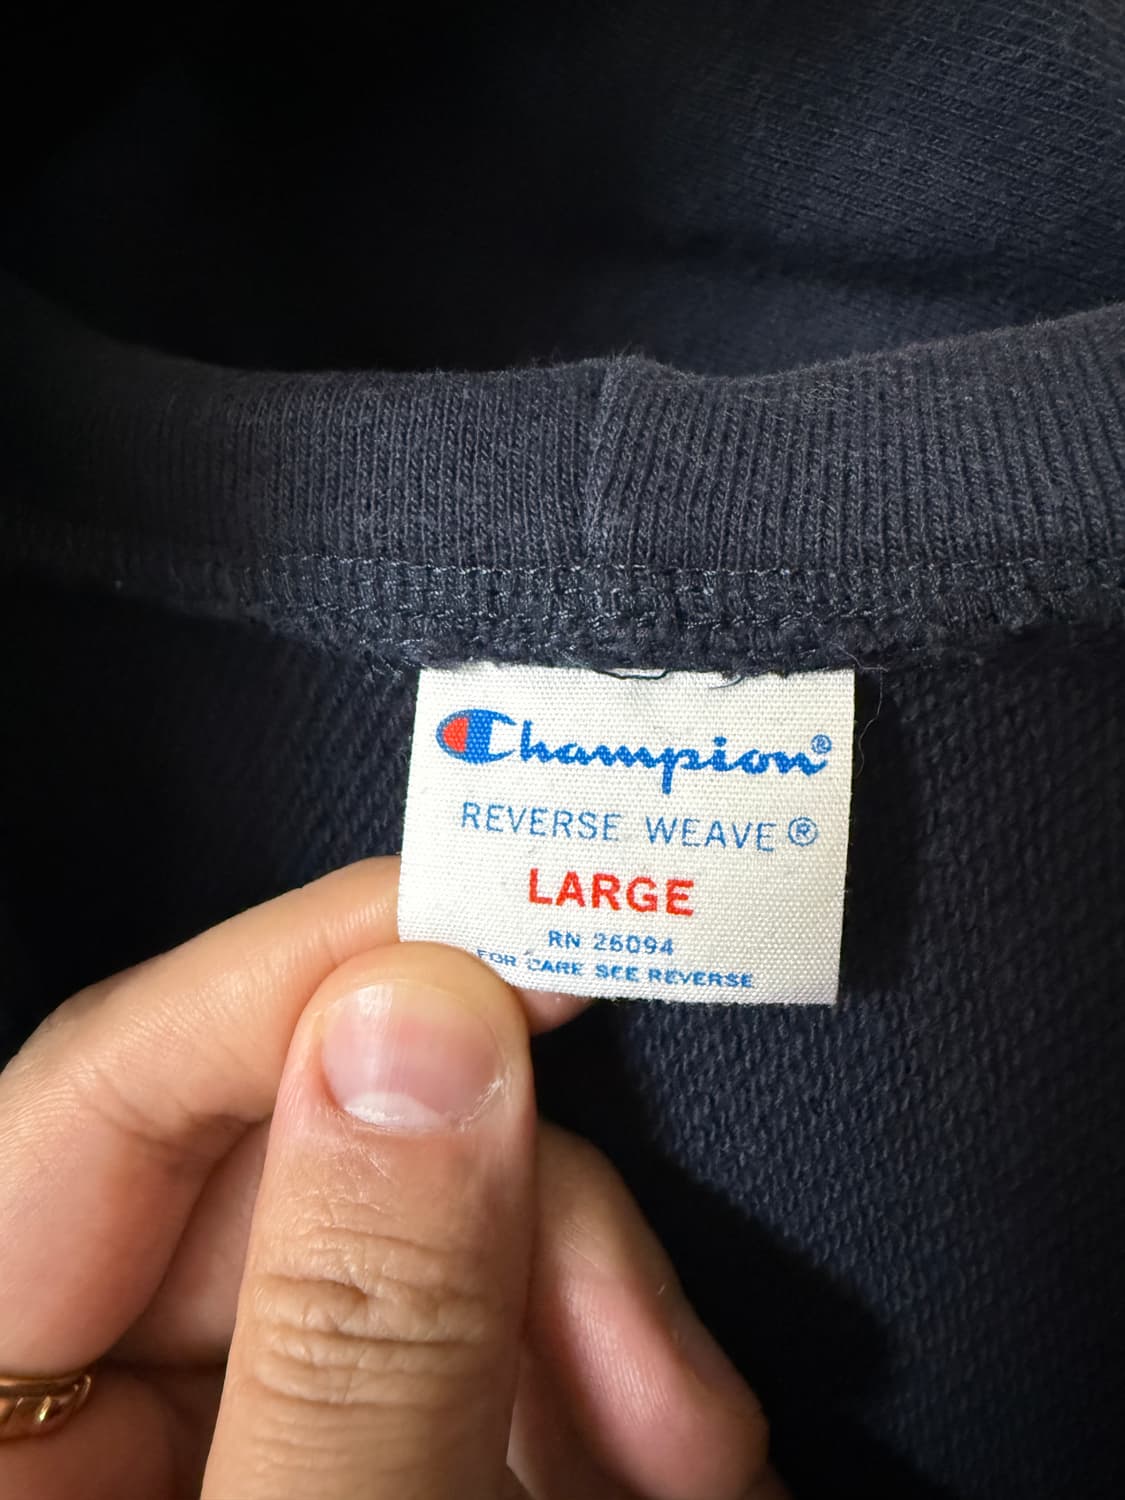 Champion®
REVERSE WEAVE®
LARGE
RN 26094
FOR CARE SEE REVERSE